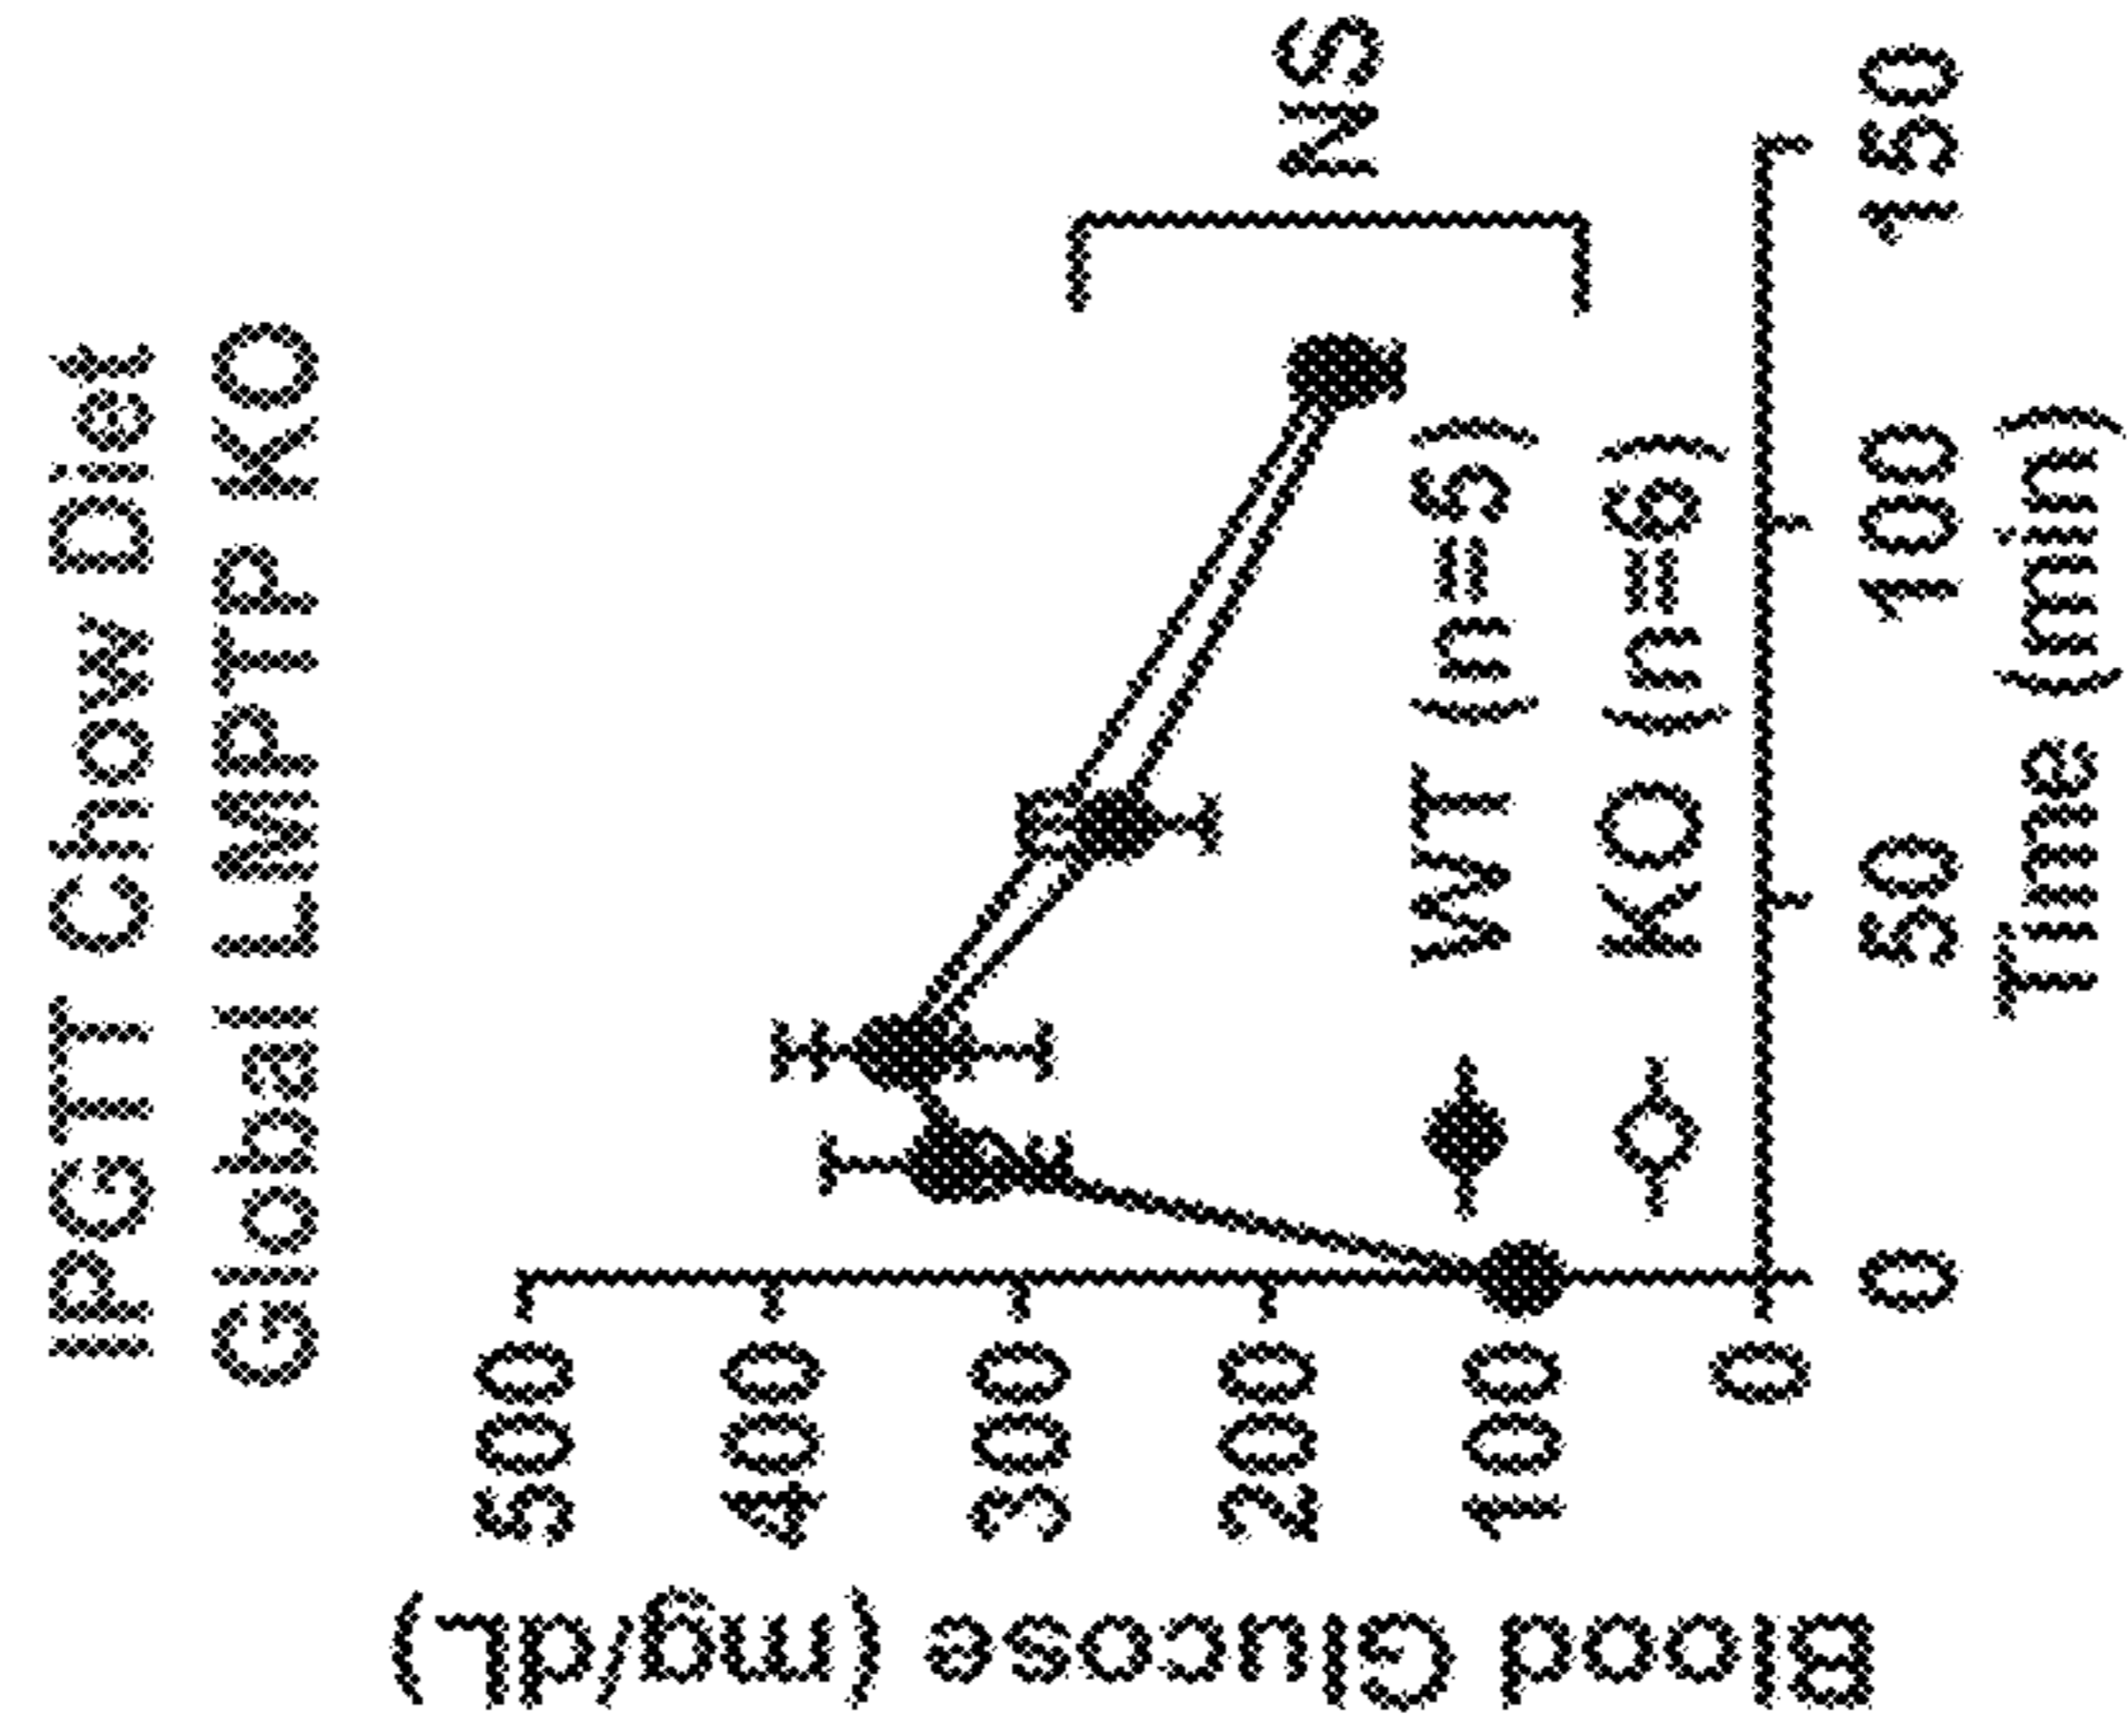 IPGTT Chow Diet
Global LMPTP KO
Blood Glucose (mg/dL)
500
400
300
200
100
0
NS
WT (n=5)
KO (n=6)
0 50 100 150
Time (min)